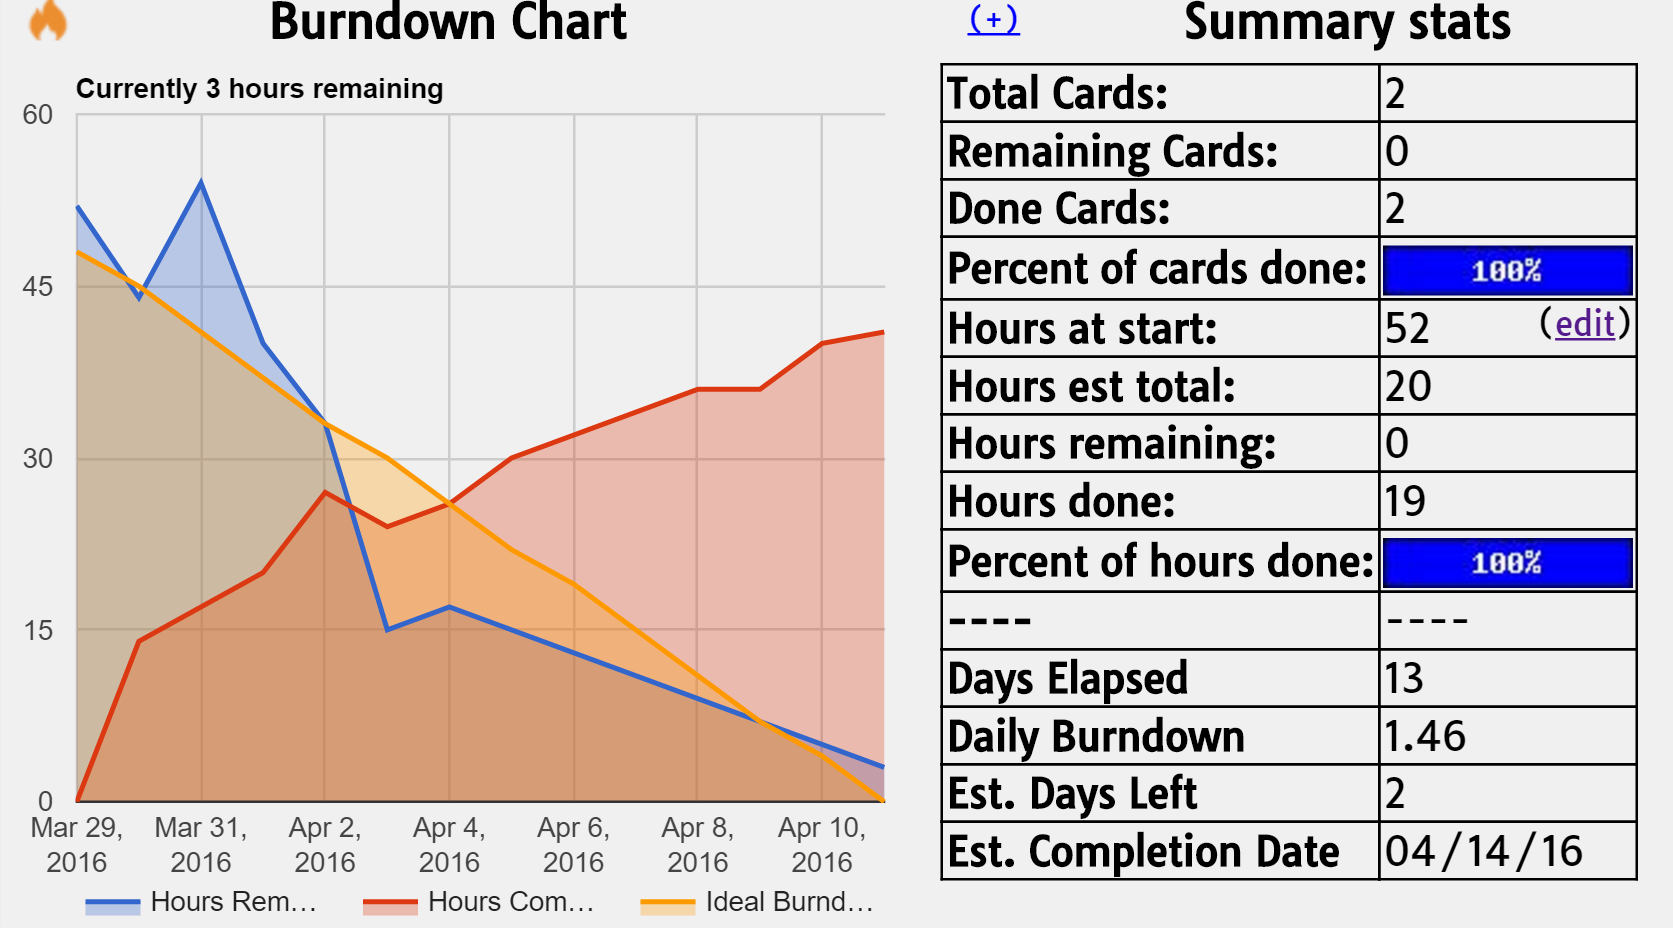 Burndown Chart
Currently 3 hours remaining
60
45
30
15
0
Mar 29, 2016
Mar 31, 2016
Apr 2, 2016
Apr 4, 2016
Apr 6, 2016
Apr 8, 2016
Apr 10, 2016
Hours Rem… Hours Com… Ideal Burnd…
(+) Summary stats
Total Cards: 2
Remaining Cards: 0
Done Cards: 2
Percent of cards done: 100%
Hours at start: 52 (edit)
Hours est total: 20
Hours remaining: 0
Hours done: 19
Percent of hours done: 100%
---- ----
Days Elapsed 13
Daily Burndown 1.46
Est. Days Left 2
Est. Completion Date 04/14/16